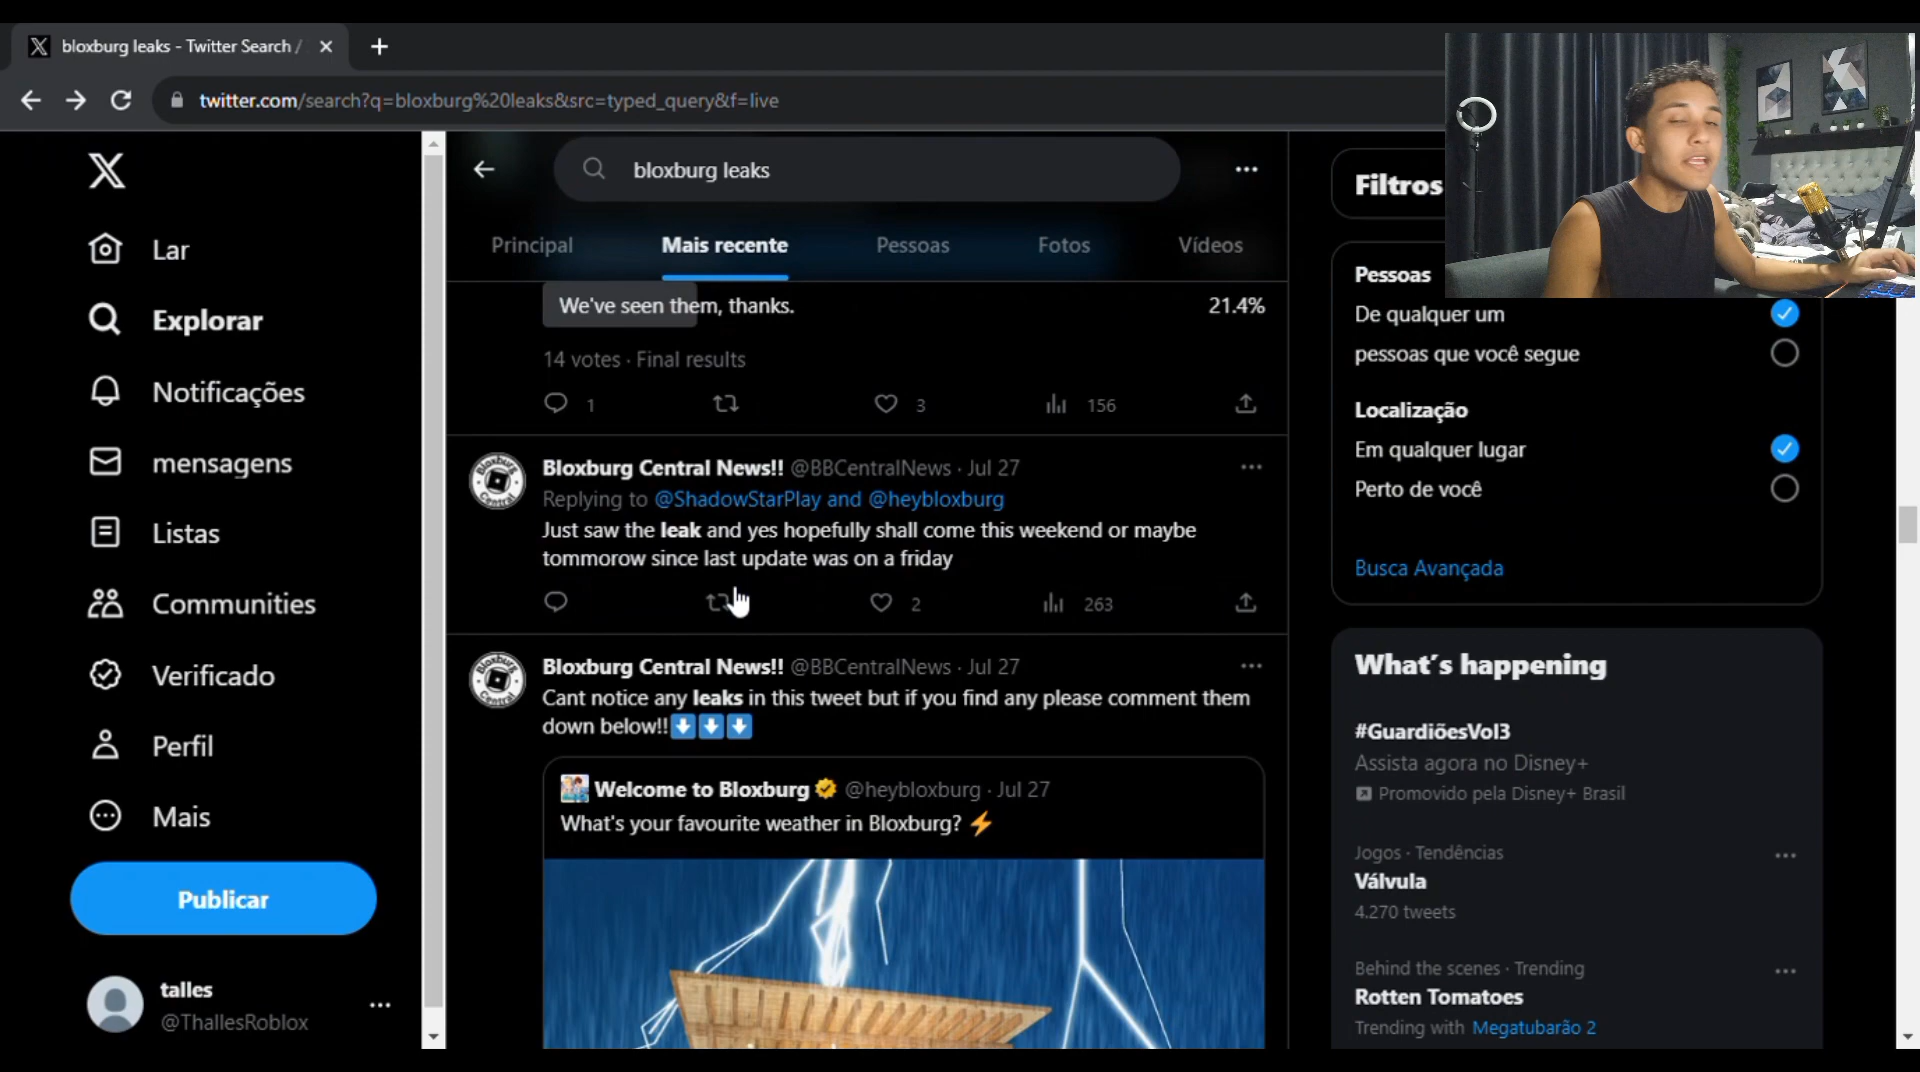 bloxburg leaks - Twitter Search /
twitter.com/search?q=bloxburg%20leaks&src=typed_query&f=live
Lar
Explorar
Notificações
mensagens
Listas
Communities
Verificado
Perfil
Mais
Publicar
talles
@ThallesRoblox
bloxburg leaks
Principal
Mais recente
Pessoas
Fotos
Vídeos
We've seen them, thanks.
21.4%
14 votes · Final results
1
3
156
Bloxburg Central News!! @BBCentralNews · Jul 27
Replying to @ShadowStarPlay and @heybloxburg
Just saw the leak and yes hopefully shall come this weekend or maybe
tommorow since last update was on a friday
2
263
Bloxburg Central News!! @BBCentralNews · Jul 27
Cant notice any leaks in this tweet but if you find any please comment them
down below!!⬇️⬇️⬇️
Welcome to Bloxburg @heybloxburg · Jul 27
What's your favourite weather in Bloxburg? ⚡
Filtros
Pessoas
De qualquer um
pessoas que você segue
Localização
Em qualquer lugar
Perto de você
Busca Avançada
What's happening
#GuardiõesVol3
Assista agora no Disney+
Promovido pela Disney+ Brasil
Jogos · Tendências
Válvula
4.270 tweets
Behind the scenes · Trending
Rotten Tomatoes
Trending with Megatubarão 2